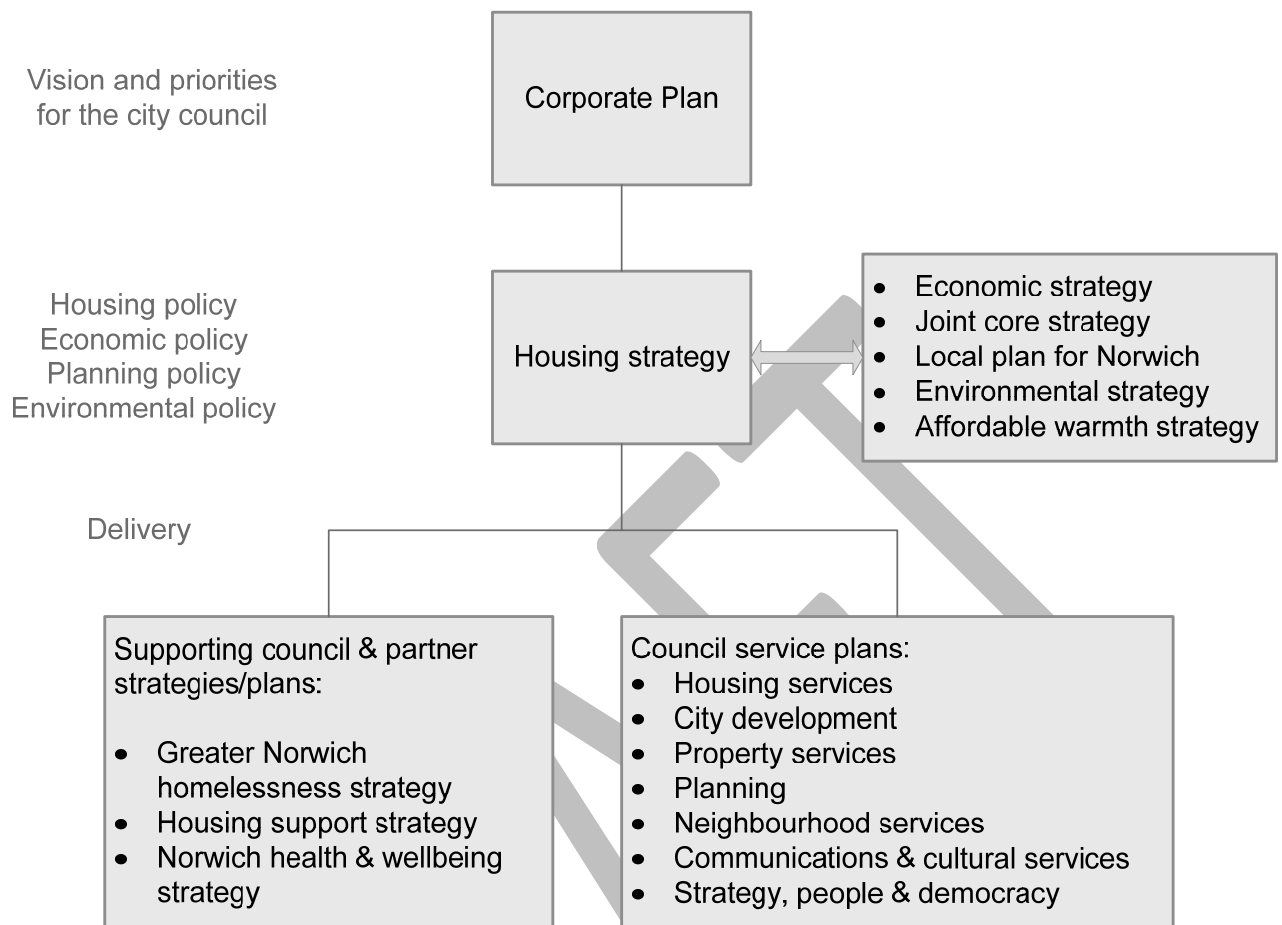 Vision and priorities
for the city council
Corporate Plan
Housing policy
Economic policy
Planning policy
Environmental policy
Housing strategy
• Economic strategy
• Joint core strategy
• Local plan for Norwich
• Environmental strategy
• Affordable warmth strategy
Delivery
Supporting council & partner
strategies/plans:
• Greater Norwich
homelessness strategy
• Housing support strategy
• Norwich health & wellbeing
strategy
Council service plans:
• Housing services
• City development
• Property services
• Planning
• Neighbourhood services
• Communications & cultural services
• Strategy, people & democracy